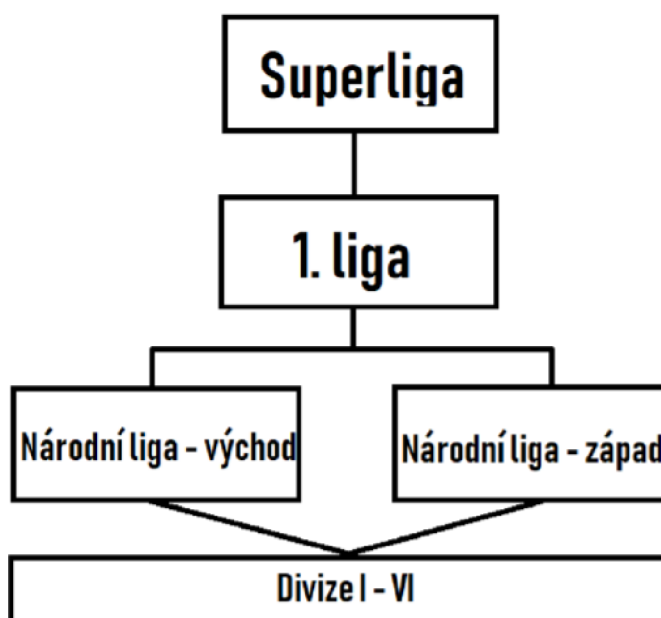 Superliga
1. liga
Národní liga - východ
Národní liga - západ
Divize I - VI